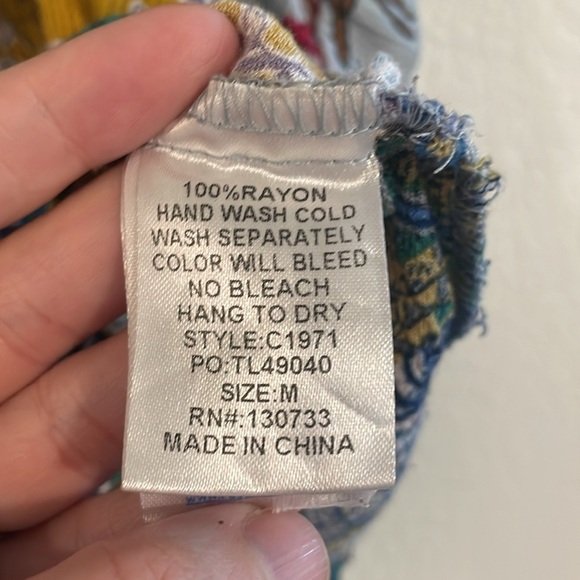 100%RAYON
HAND WASH COLD
WASH SEPARATELY
COLOR WILL BLEED
NO BLEACH
HANG TO DRY
STYLE:C1971
PO:TL49040
SIZE:M
RN#:130733
MADE IN CHINA